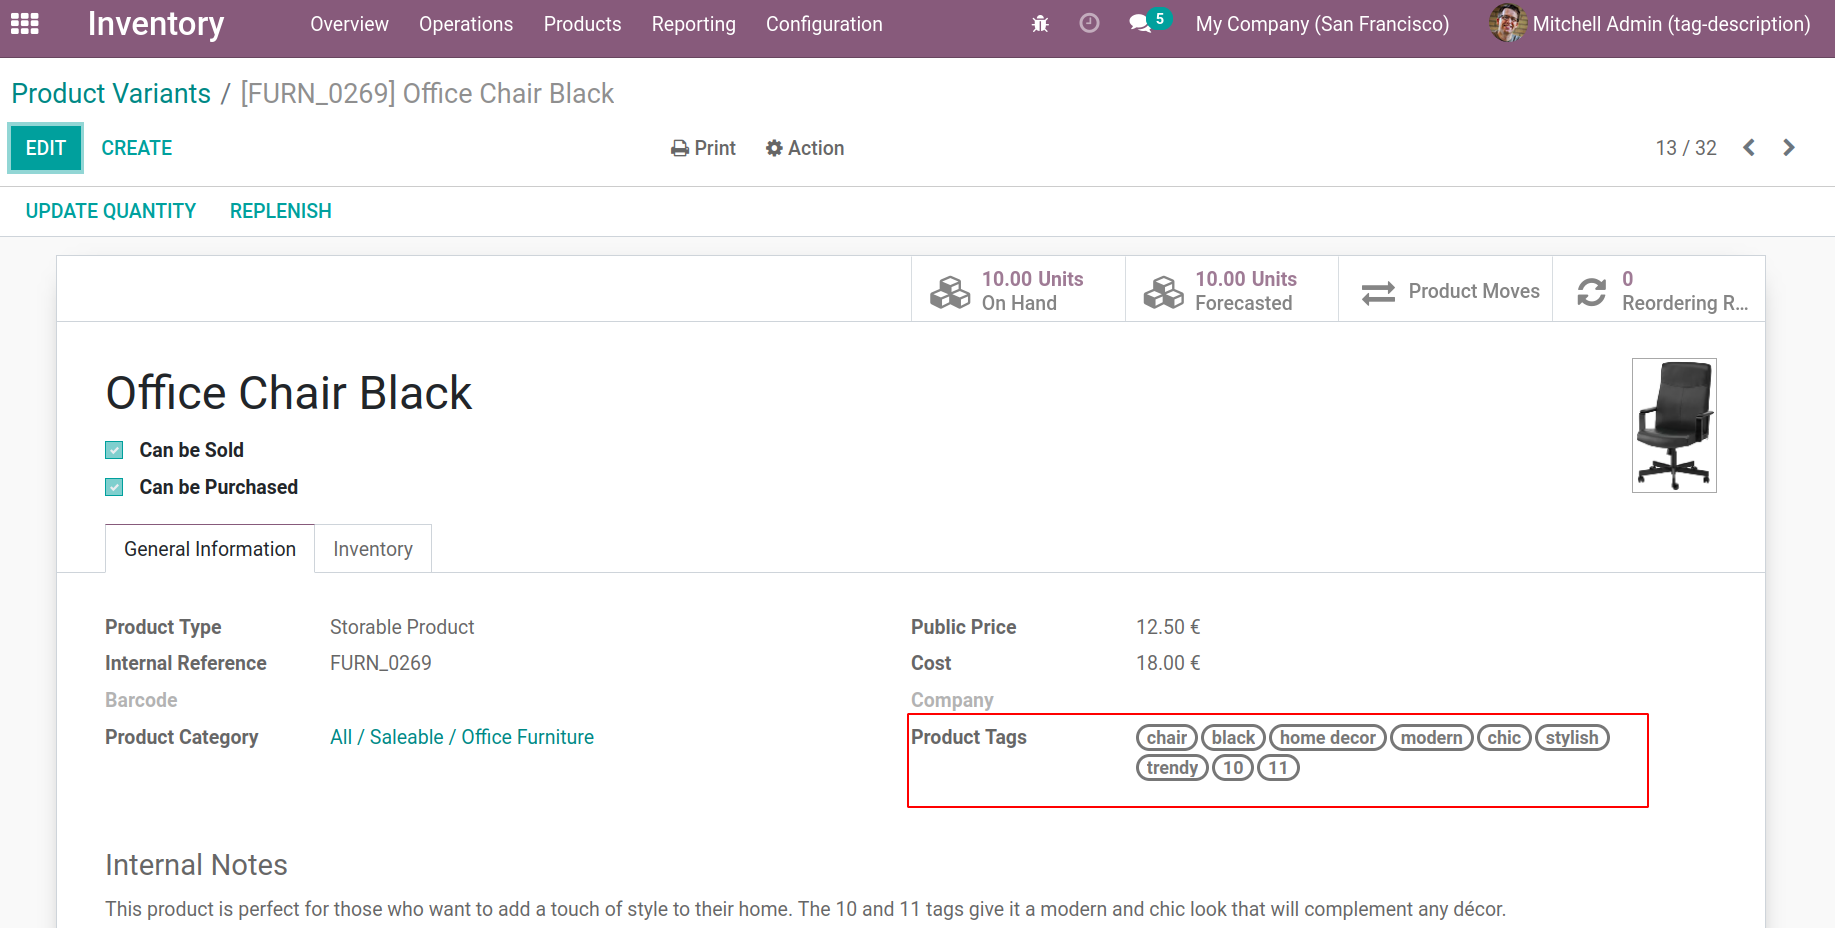 Inventory Overview Operations Products Reporting Configuration 5 My Company (San Francisco) Mitchell Admin (tag-description)
Product Variants / [FURN_0269] Office Chair Black
EDIT CREATE Print Action 13 / 32
UPDATE QUANTITY REPLENISH
10.00 Units
On Hand
10.00 Units
Forecasted
Product Moves
0
Reordering R...
Office Chair Black
Can be Sold
Can be Purchased
General Information Inventory
Product Type Storable Product
Internal Reference FURN_0269
Barcode
Product Category All / Saleable / Office Furniture
Public Price 12.50 €
Cost 18.00 €
Company
Product Tags chair black home decor modern chic stylish
trendy 10 11
Internal Notes
This product is perfect for those who want to add a touch of style to their home. The 10 and 11 tags give it a modern and chic look that will complement any décor.